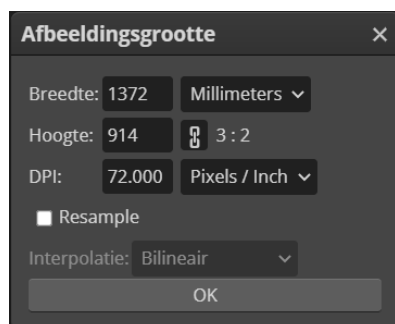 Afbeeldingsgrootte
Breedte: 1372 Millimeters
Hoogte: 914 3 : 2
DPI: 72.000 Pixels / Inch
Resample
Interpolatie: Bilineair
OK